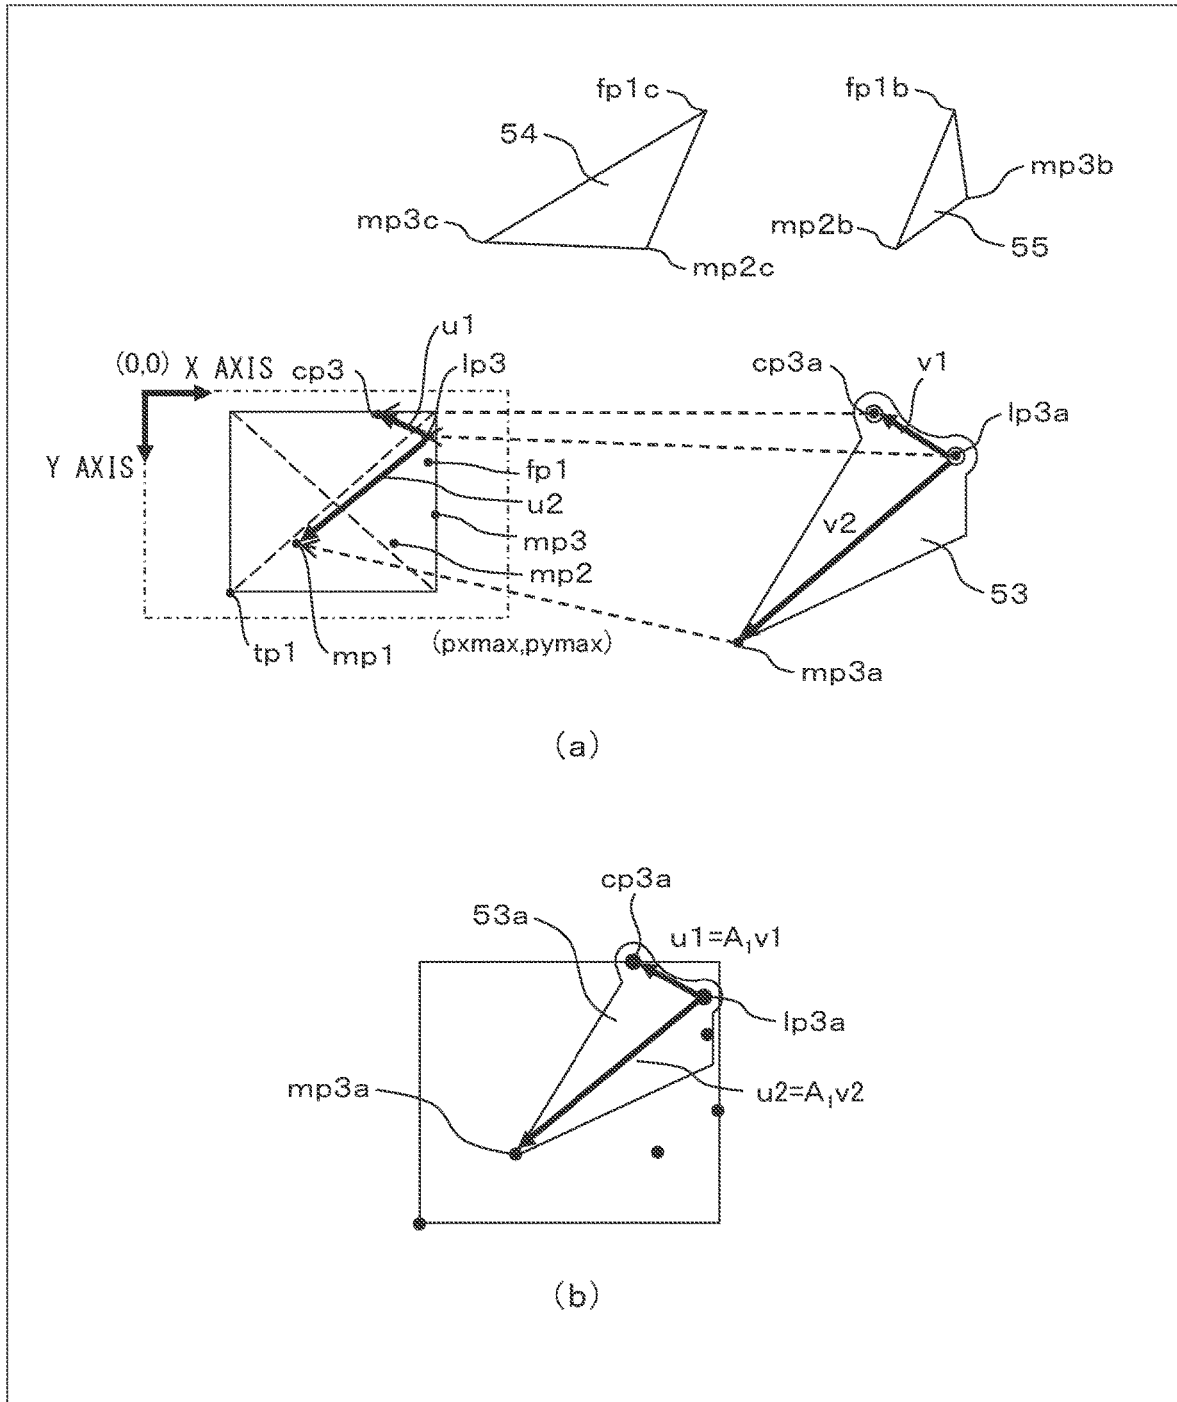 fp1c
54
mp3c
mp2c
fp1b
mp3b
mp2b
55
u1
(0,0) X AXIS
cp3
lp3
Y AXIS
fp1
u2
mp3
mp2
tp1
mp1
(pxmax,pymax)
cp3a
v1
lp3a
v2
53
mp3a
(a)
cp3a
53a
u1=A₁v1
lp3a
mp3a
u2=A₁v2
(b)